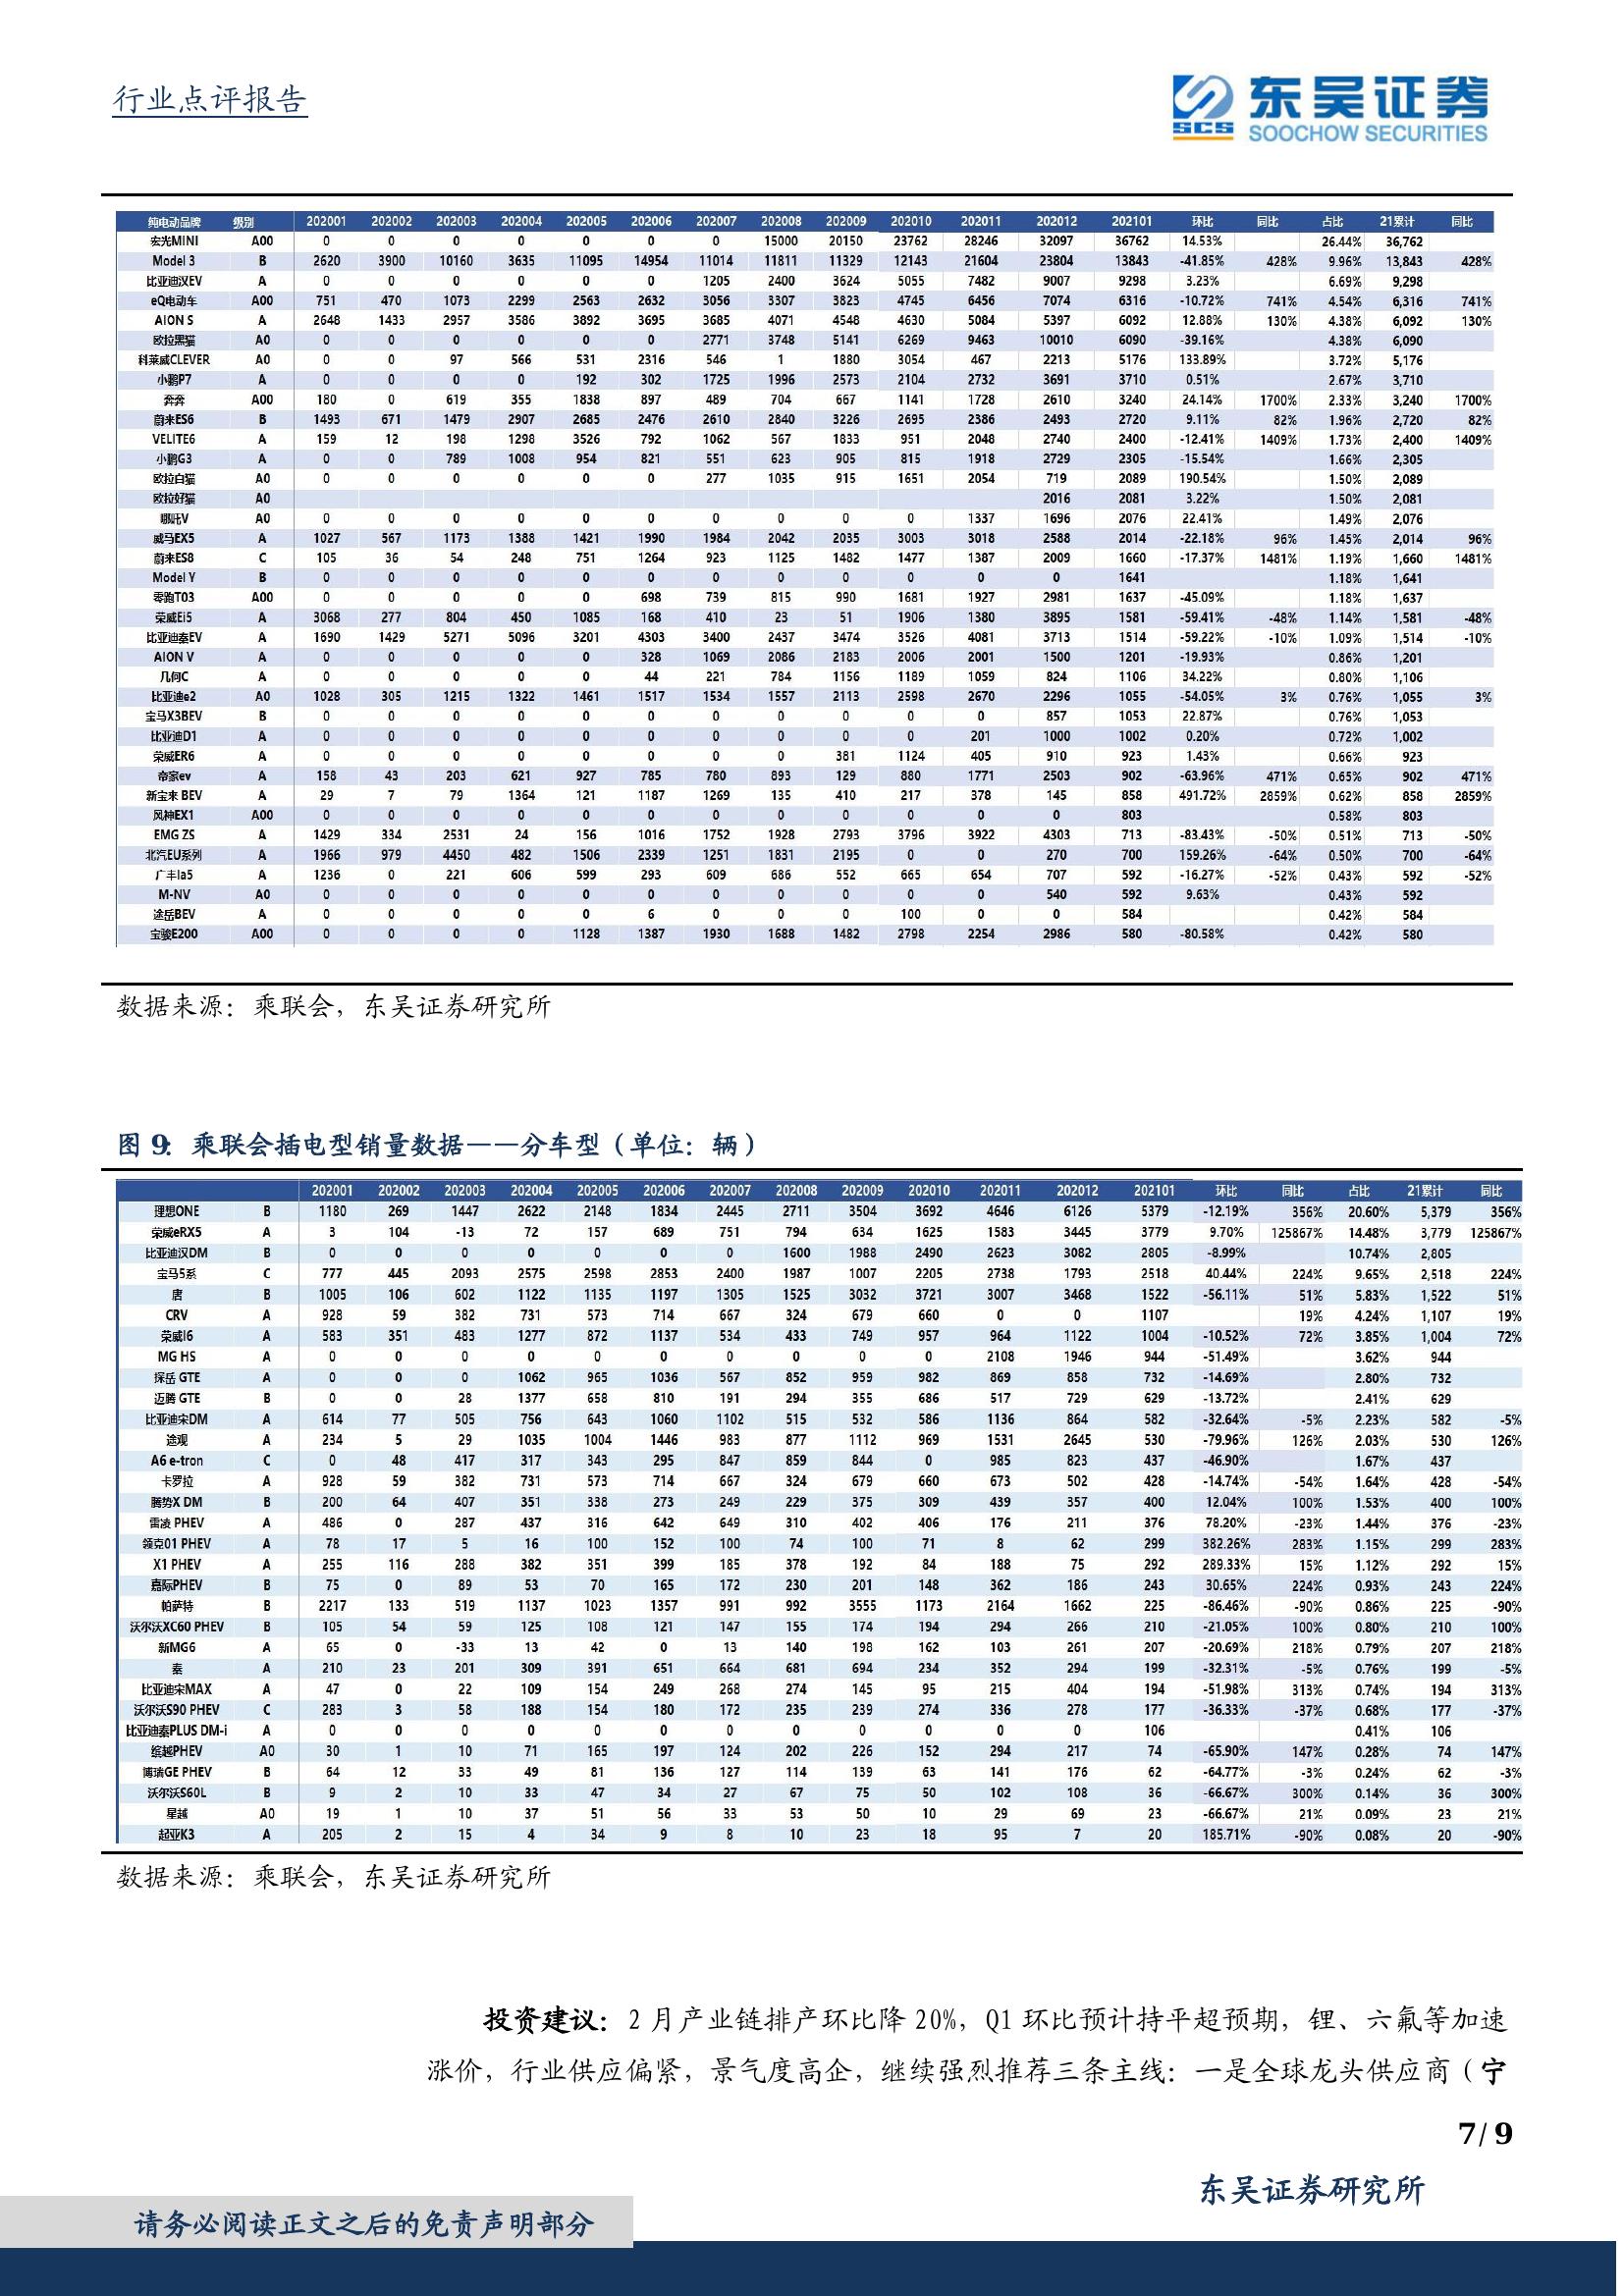 行业点评报告
东吴证券
SCS
SOOCHOW SECURITIES
纯电动品牌 级别 202001 202002 202003 202004 202005 202006 202007 202008 202009 202010 202011 202012 202101 环比 同比 占比 21累计 同比
宏光MINI A00 0 0 0 0 0 0 0 15000 20150 23762 28246 32097 36762 14.53% 26.44% 36,762
Model 3 B 2620 3900 10160 3635 11095 14954 11014 11811 11329 12143 21604 23804 13843 -41.85% 428% 9.96% 13,843 428%
比亚迪汉EV A 0 0 0 0 0 0 1205 2400 3624 5055 7482 9007 9298 3.23% 6.69% 9,298
eQ电动车 A00 751 470 1073 2299 2563 2632 3056 3307 3823 4745 6456 7074 6316 -10.72% 741% 4.54% 6,316 741%
AION S A 2648 1433 2957 3586 3892 3695 3685 4071 4548 4630 5084 5397 6092 12.88% 130% 4.38% 6,092 130%
欧拉黑猫 A0 0 0 0 0 0 0 2771 3748 5141 6269 9463 10010 6090 -39.16% 4.38% 6,090
科莱威CLEVER A0 0 0 97 566 531 2316 546 1 1880 3054 467 2213 5176 133.89% 3.72% 5,176
小鹏P7 A 0 0 0 0 192 302 1725 1996 2573 2104 2732 3691 3710 0.51% 2.67% 3,710
奔奔 A00 180 0 619 355 1838 897 489 704 667 1141 1728 2610 3240 24.14% 1700% 2.33% 3,240 1700%
蔚来ES6 B 1493 671 1479 2907 2685 2476 2610 2840 3226 2695 2386 2493 2720 9.11% 82% 1.96% 2,720 82%
VELITE6 A 159 12 198 1298 3526 792 1062 567 1833 951 2048 2740 2400 -12.41% 1409% 1.73% 2,400 1409%
小鹏G3 A 0 0 789 1008 954 821 551 623 905 815 1918 2729 2305 -15.54% 1.66% 2,305
欧拉白猫 A0 0 0 0 0 0 0 277 1035 915 1651 2054 719 2089 190.54% 1.50% 2,089
欧拉好猫 A0 2016 2081 3.22% 1.50% 2,081
哪吒V A0 0 0 0 0 0 0 0 0 0 0 1337 1696 2076 22.41% 1.49% 2,076
威马EX5 A 1027 567 1173 1388 1421 1990 1984 2042 2035 3003 3018 2588 2014 -22.18% 96% 1.45% 2,014 96%
蔚来ES8 C 105 36 54 248 751 1264 923 1125 1482 1477 1387 2009 1660 -17.37% 1481% 1.19% 1,660 1481%
Model Y B 0 0 0 0 0 0 0 0 0 0 0 0 1641 1.18% 1,641
零跑T03 A00 0 0 0 0 0 698 739 815 990 1681 1927 2981 1637 -45.09% 1.18% 1,637
荣威Ei5 A 3068 277 804 450 1085 168 410 23 51 1906 1380 3895 1581 -59.41% -48% 1.14% 1,581 -48%
比亚迪秦EV A 1690 1429 5271 5096 3201 4303 3400 2437 3474 3526 4081 3713 1514 -59.22% -10% 1.09% 1,514 -10%
AION V A 0 0 0 0 0 328 1069 2086 2183 2006 2001 1500 1201 -19.93% 0.86% 1,201
几何C A 0 0 0 0 0 44 221 784 1156 1189 1059 824 1106 34.22% 0.80% 1,106
比亚迪e2 A0 1028 305 1215 1322 1461 1517 1534 1557 2113 2598 2670 2296 1055 -54.05% 3% 0.76% 1,055 3%
宝马X3BEV B 0 0 0 0 0 0 0 0 0 0 0 857 1053 22.87% 0.76% 1,053
比亚迪D1 A 0 0 0 0 0 0 0 0 0 0 201 1000 1002 0.20% 0.72% 1,002
荣威ER6 A 0 0 0 0 0 0 0 0 381 1124 405 910 923 1.43% 0.66% 923
帝豪ev A 158 43 203 621 927 785 780 893 129 880 1771 2503 902 -63.96% 471% 0.65% 902 471%
新宝来 BEV A 29 7 79 1364 121 1187 1269 135 410 217 378 145 858 491.72% 2859% 0.62% 858 2859%
风神EX1 A00 0 0 0 0 0 0 0 0 0 0 0 0 803 0.58% 803
EMG ZS A 1429 334 2531 24 156 1016 1752 1928 2793 3796 3922 4303 713 -83.43% -50% 0.51% 713 -50%
北汽EU系列 A 1966 979 4450 482 1506 2339 1251 1831 2195 0 0 270 700 159.26% -64% 0.50% 700 -64%
广丰Ia5 A 1236 0 221 606 599 293 609 686 552 665 654 707 592 -16.27% -52% 0.43% 592 -52%
M-NV A0 0 0 0 0 0 0 0 0 0 0 0 540 592 9.63% 0.43% 592
途岳BEV A 0 0 0 0 0 6 0 0 0 100 0 0 584 0.42% 584
宝骏E200 A00 0 0 0 0 1128 1387 1930 1688 1482 2798 2254 2986 580 -80.58% 0.42% 580
数据来源：乘联会，东吴证券研究所
图 9：乘联会插电型销量数据——分车型（单位：辆）
202001 202002 202003 202004 202005 202006 202007 202008 202009 202010 202011 202012 202101 环比 同比 占比 21累计 同比
理想ONE B 1180 269 1447 2622 2148 1834 2445 2711 3504 3692 4646 6126 5379 -12.19% 356% 20.60% 5,379 356%
荣威eRX5 A 3 104 -13 72 157 689 751 794 634 1625 1583 3445 3779 9.70% 125867% 14.48% 3,779 125867%
比亚迪汉DM B 0 0 0 0 0 0 0 1600 1988 2490 2623 3082 2805 -8.99% 10.74% 2,805
宝马5系 C 777 445 2093 2575 2598 2853 2400 1987 1007 2205 2738 1793 2518 40.44% 224% 9.65% 2,518 224%
唐 B 1005 106 602 1122 1135 1197 1305 1525 3032 3721 3007 3468 1522 -56.11% 51% 5.83% 1,522 51%
CRV A 928 59 382 731 573 714 667 324 679 660 0 0 1107 19% 4.24% 1,107 19%
荣威I6 A 583 351 483 1277 872 1137 534 433 749 957 964 1122 1004 -10.52% 72% 3.85% 1,004 72%
MG HS A 0 0 0 0 0 0 0 0 0 0 2108 1946 944 -51.49% 3.62% 944
探岳 GTE A 0 0 0 1062 965 1036 567 852 959 982 869 858 732 -14.69% 2.80% 732
迈腾 GTE B 0 0 28 1377 658 810 191 294 355 686 517 729 629 -13.72% 2.41% 629
比亚迪宋DM A 614 77 505 756 643 1060 1102 515 532 586 1136 864 582 -32.64% -5% 2.23% 582 -5%
途观 A 234 5 29 1035 1004 1446 983 877 1112 969 1531 2645 530 -79.96% 126% 2.03% 530 126%
A6 e-tron C 0 48 417 317 343 295 847 859 844 0 985 823 437 -46.90% 1.67% 437
卡罗拉 A 928 59 382 731 573 714 667 324 679 660 673 502 428 -14.74% -54% 1.64% 428 -54%
腾势X DM B 200 64 407 351 338 273 249 229 375 309 439 357 400 12.04% 100% 1.53% 400 100%
雷凌 PHEV A 486 0 287 437 316 642 649 310 402 406 176 211 376 78.20% -23% 1.44% 376 -23%
领克01 PHEV A 78 17 5 16 100 152 100 74 100 71 8 62 299 382.26% 283% 1.15% 299 283%
X1 PHEV A 255 116 288 382 351 399 185 378 192 84 188 75 292 289.33% 15% 1.12% 292 15%
嘉际PHEV B 75 0 89 53 70 165 172 230 201 148 362 186 243 30.65% 224% 0.93% 243 224%
帕萨特 B 2217 133 519 1137 1023 1357 991 992 3555 1173 2164 1662 225 -86.46% -90% 0.86% 225 -90%
沃尔沃XC60 PHEV B 105 54 59 125 108 121 147 155 174 194 294 266 210 -21.05% 100% 0.80% 210 100%
新MG6 A 65 0 -33 13 42 0 13 140 198 162 103 261 207 -20.69% 218% 0.79% 207 218%
秦 A 210 23 201 309 391 651 664 681 694 234 352 294 199 -32.31% -5% 0.76% 199 -5%
比亚迪宋MAX A 47 0 22 109 154 249 268 274 145 95 215 404 194 -51.98% 313% 0.74% 194 313%
沃尔沃S90 PHEV C 283 3 58 188 154 180 172 235 239 274 336 278 177 -36.33% -37% 0.68% 177 -37%
比亚迪秦PLUS DM-i A 0 0 0 0 0 0 0 0 0 0 0 0 106 0.41% 106
缤越PHEV A0 30 1 10 71 165 197 124 202 226 152 294 217 74 -65.90% 147% 0.28% 74 147%
博瑞GE PHEV B 64 12 33 49 81 136 127 114 139 63 141 176 62 -64.77% -3% 0.24% 62 -3%
沃尔沃S60L B 9 2 10 33 47 34 27 67 75 50 102 108 36 -66.67% 300% 0.14% 36 300%
星越 A0 19 1 10 37 51 56 33 53 50 10 29 69 23 -66.67% 21% 0.09% 23 21%
起亚K3 A 205 2 15 4 34 9 8 10 23 18 95 7 20 185.71% -90% 0.08% 20 -90%
数据来源：乘联会，东吴证券研究所
投资建议：2 月产业链排产环比降 20%，Q1 环比预计持平超预期，锂、六氟等加速
涨价，行业供应偏紧，景气度高企，继续强烈推荐三条主线：一是全球龙头供应商（宁
7 / 9
东吴证券研究所
请务必阅读正文之后的免责声明部分